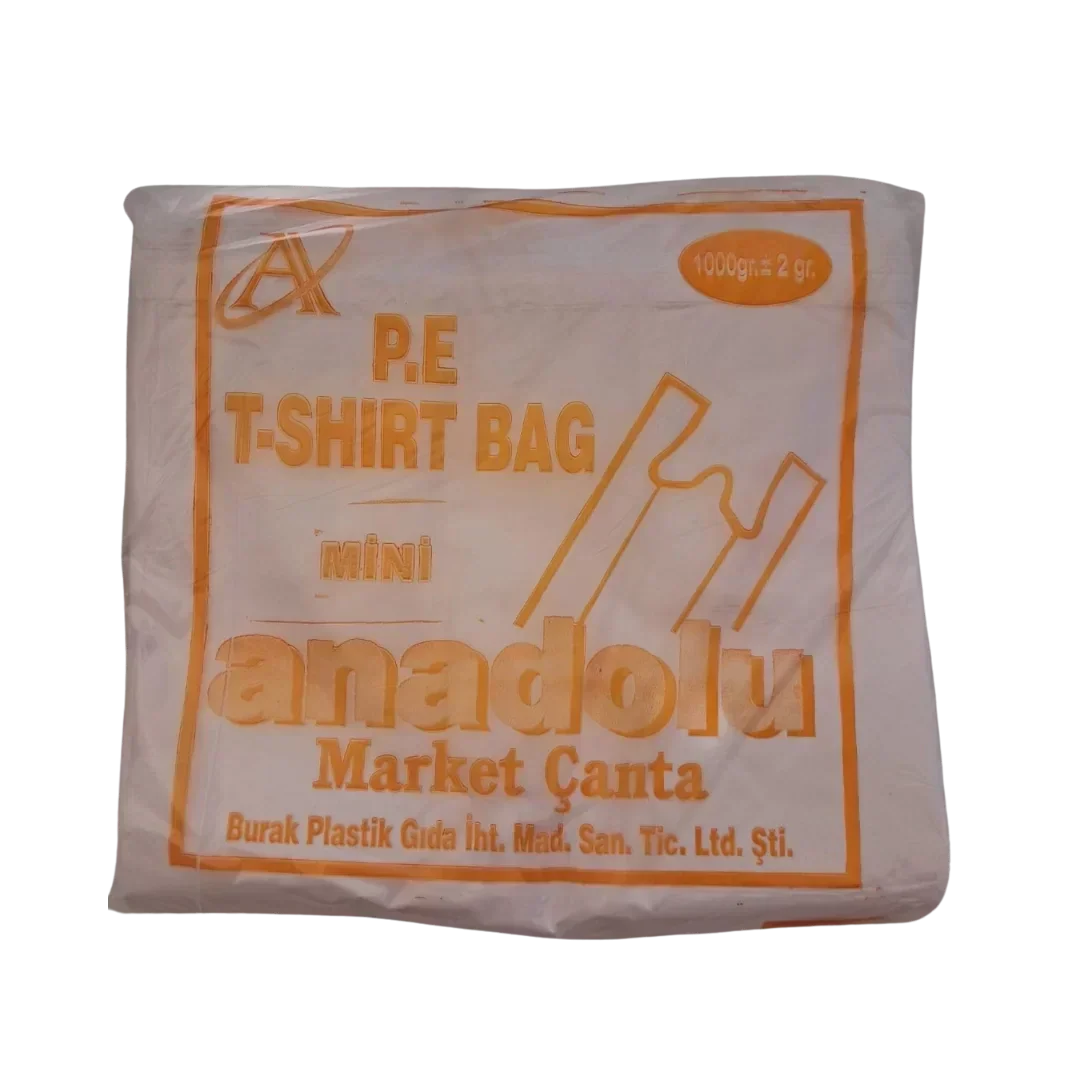 A
1000gr.± 2 gr.
P.E
T-SHIRT BAG
MİNİ
anadolu
Market Çanta
Burak Plastik Gıda İht. Mad. San. Tic. Ltd. Şti.